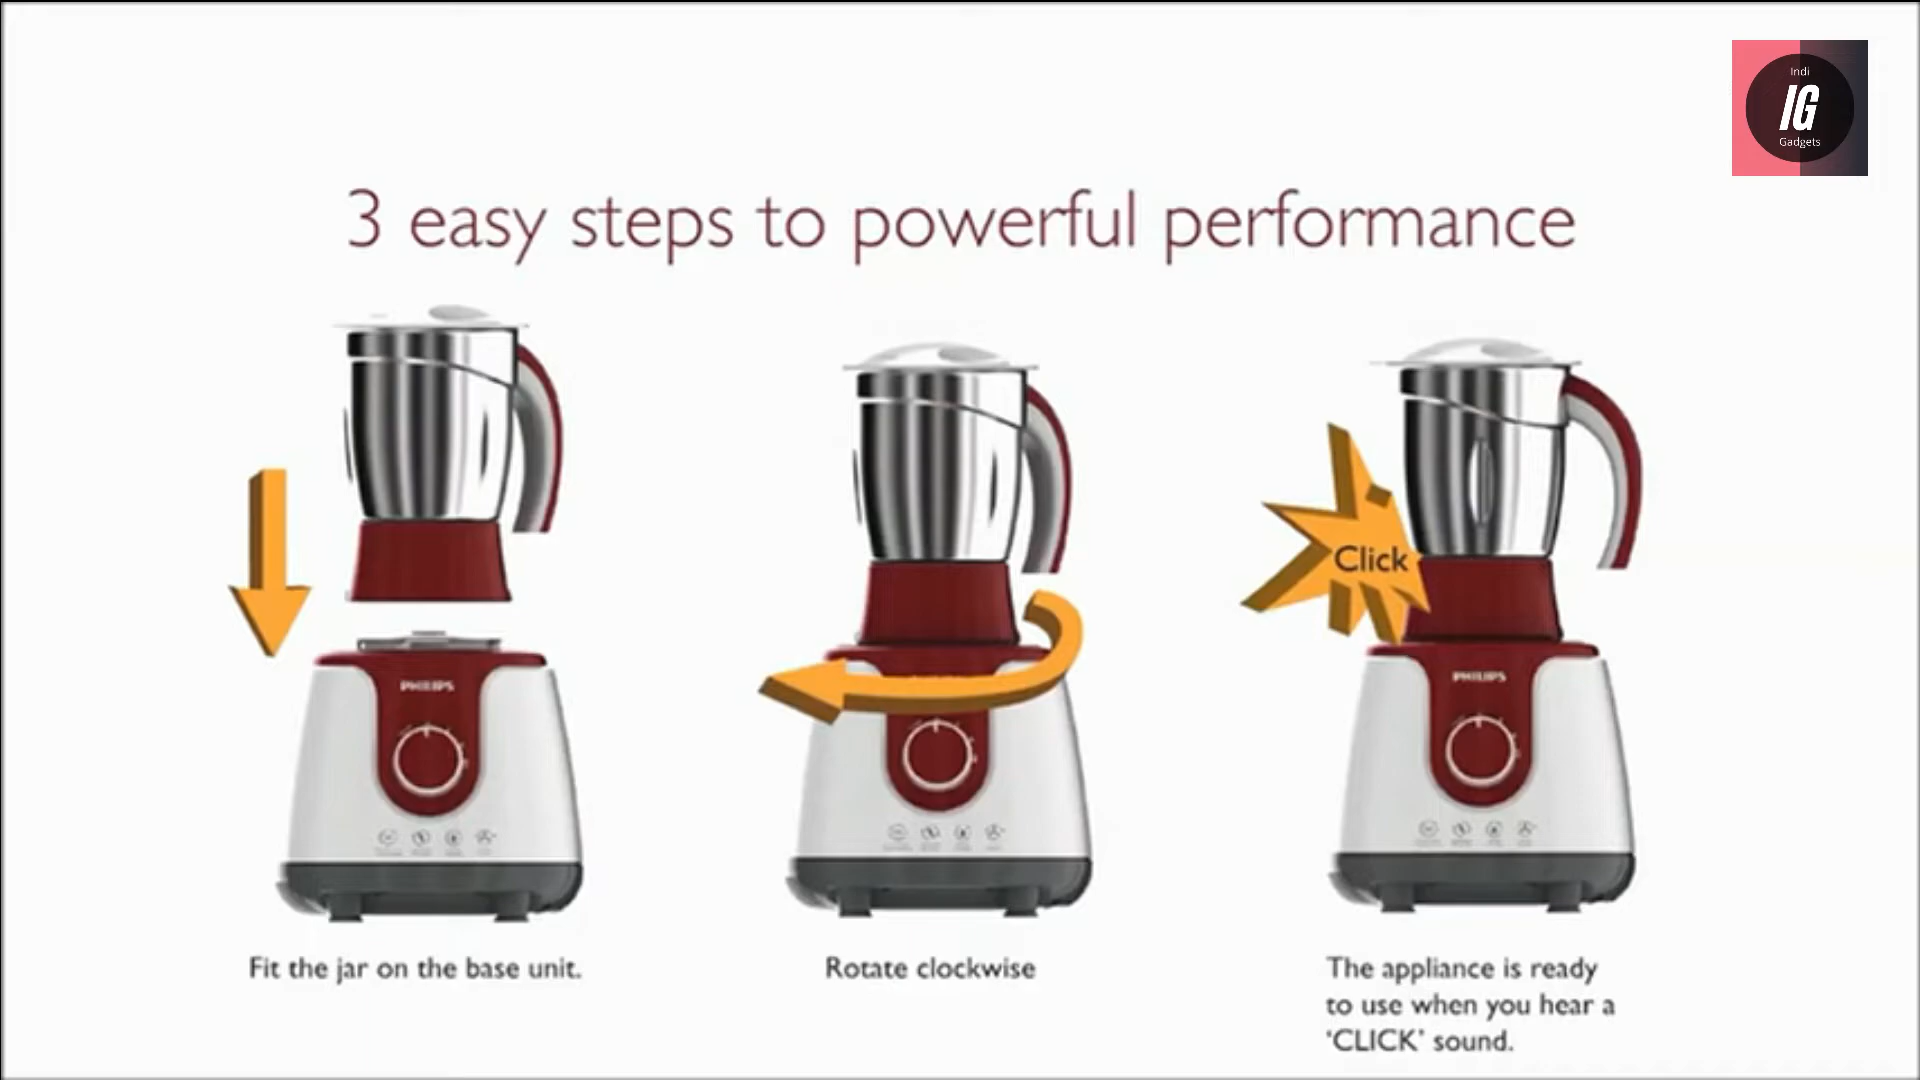 Indi
IG
Gadgets
3 easy steps to powerful performance
Click
PHILIPS
PHILIPS
Fit the jar on the base unit.
Rotate clockwise
The appliance is ready
to use when you hear a
‘CLICK’ sound.